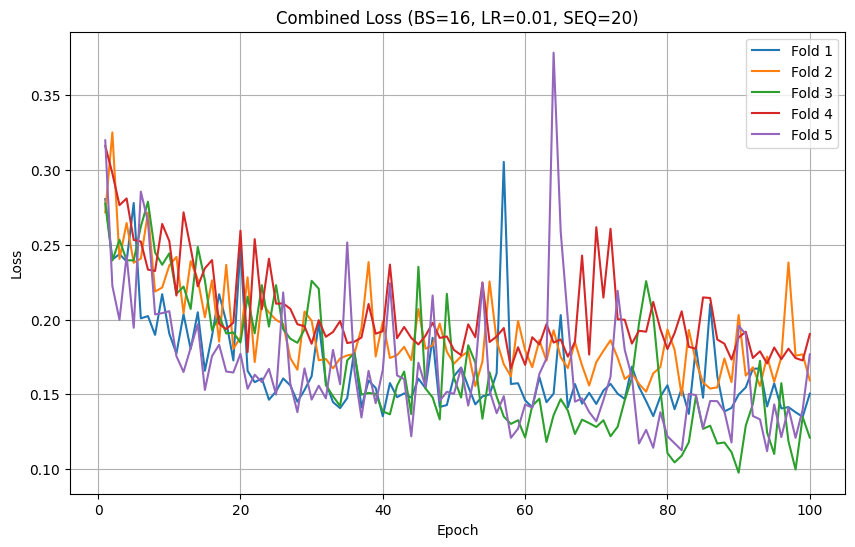 Combined Loss (BS=16, LR=0.01, SEQ=20)
Fold 1
Fold 2
Fold 3
Fold 4
Fold 5
0.35
0.30
0.25
0.20
0.15
0.10
Loss
0 20 40 60 80 100
Epoch